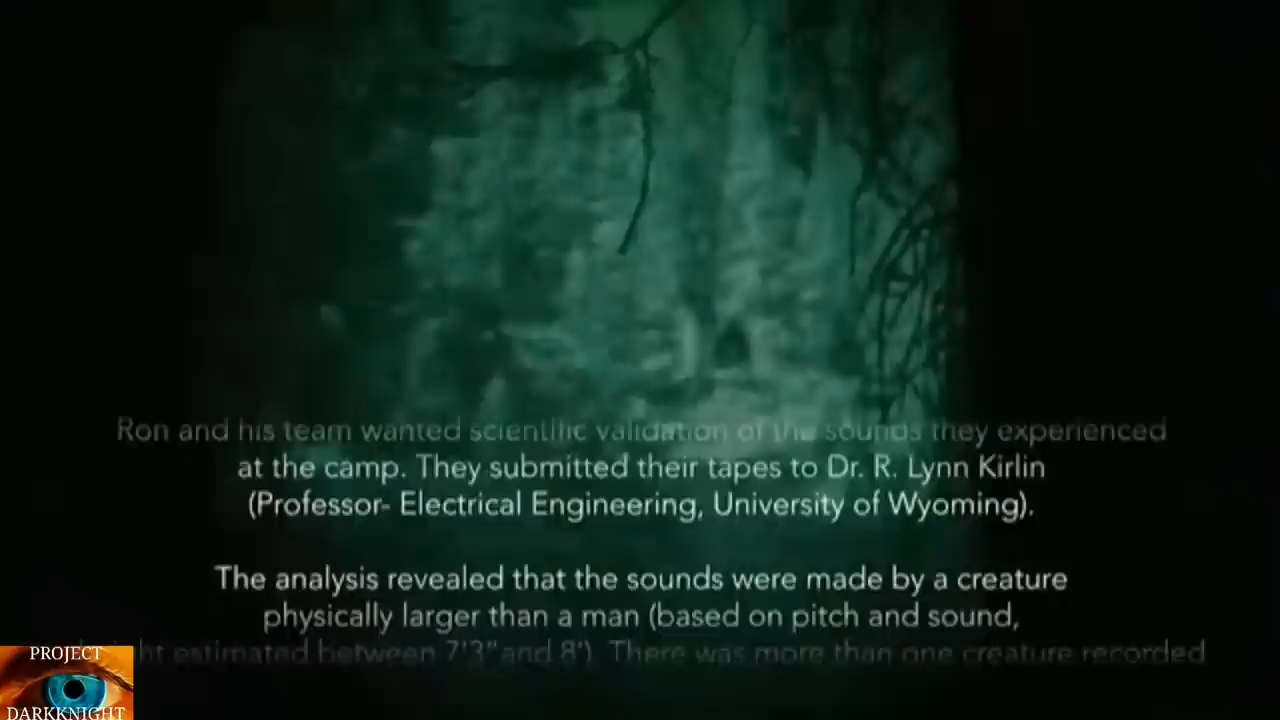 Ron and his team wanted scientific validation of the sounds they experienced
at the camp. They submitted their tapes to Dr. R. Lynn Kirlin
(Professor- Electrical Engineering, University of Wyoming).
The analysis revealed that the sounds were made by a creature
physically larger than a man (based on pitch and sound,
estimated between 7'3"and 8'). There was more than one creature recorded
PROJECT
DARKKNIGHT